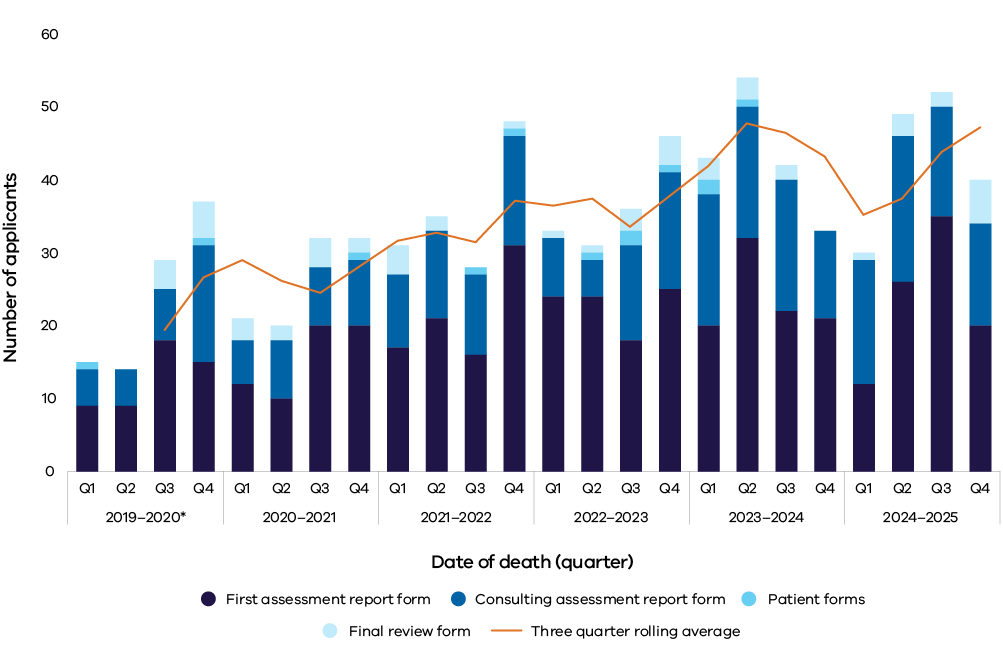 Number of applicants
60
50
40
30
20
10
0
Q1 Q2 Q3 Q4 Q1 Q2 Q3 Q4 Q1 Q2 Q3 Q4 Q1 Q2 Q3 Q4 Q1 Q2 Q3 Q4 Q1 Q2 Q3 Q4
2019–2020* 2020–2021 2021–2022 2022–2023 2023–2024 2024–2025
Date of death (quarter)
First assessment report form Consulting assessment report form Patient forms
Final review form Three quarter rolling average